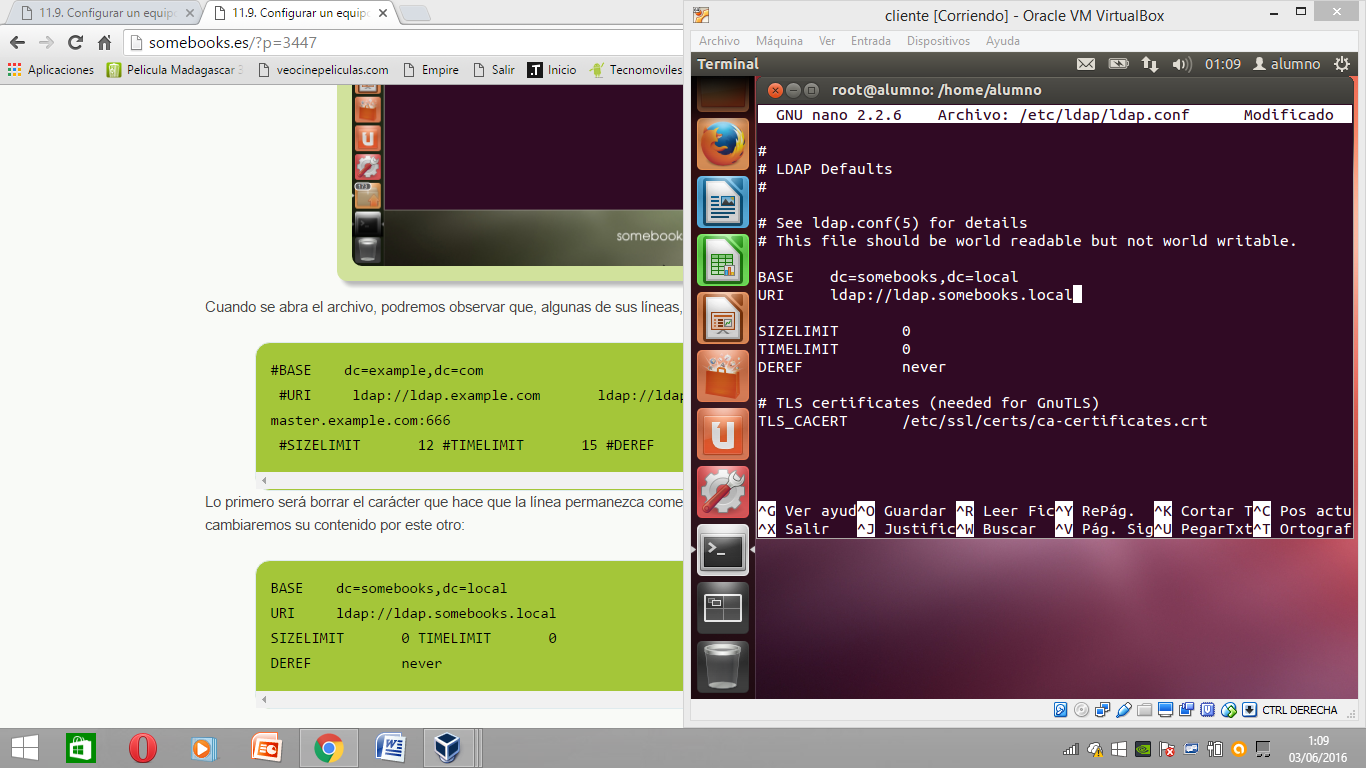 11.9. Configurar un equipo
11.9. Configurar un equipo
somebooks.es/?p=3447
Aplicaciones
Pelicula Madagascar 3
veocinepeliculas.com
Empire
Salir
Inicio
Tecnomoviles
somebook
Cuando se abra el archivo, podremos observar que, algunas de sus líneas,
#BASE dc=example,dc=com
#URI ldap://ldap.example.com ldap://
master.example.com:666
#SIZELIMIT 12 #TIMELIMIT 15 #DEREF
Lo primero será borrar el carácter que hace que la línea permanezca come
cambiaremos su contenido por este otro:
BASE dc=somebooks,dc=local
URI ldap://ldap.somebooks.local
SIZELIMIT 0 TIMELIMIT 0
DEREF never
cliente [Corriendo] - Oracle VM VirtualBox
Archivo Máquina Ver Entrada Dispositivos Ayuda
Terminal
01:09
alumno
root@alumno: /home/alumno
GNU nano 2.2.6 Archivo: /etc/ldap/ldap.conf Modificado
#
# LDAP Defaults
#
# See ldap.conf(5) for details
# This file should be world readable but not world writable.
BASE dc=somebooks,dc=local
URI ldap://ldap.somebooks.local
SIZELIMIT 0
TIMELIMIT 0
DEREF never
# TLS certificates (needed for GnuTLS)
TLS_CACERT /etc/ssl/certs/ca-certificates.crt
^G Ver ayud^O Guardar ^R Leer Fic^Y RePág. ^K Cortar T^C Pos actu
^X Salir ^J Justific^W Buscar ^V Pág. Sig^U PegarTxt^T Ortograf
CTRL DERECHA
1:09
03/06/2016